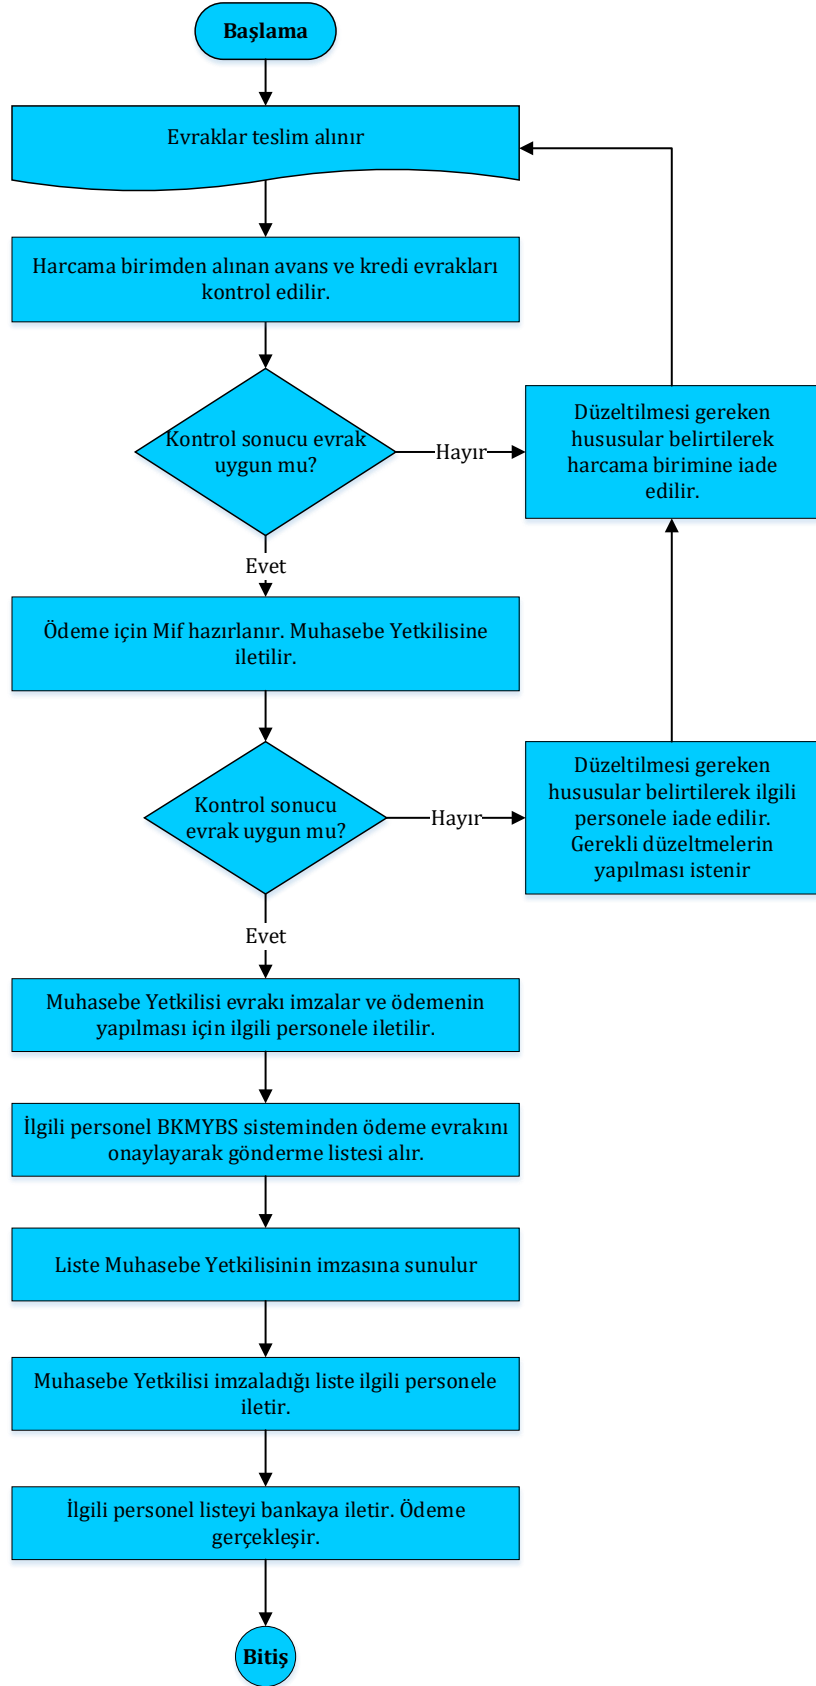 Başlama
Evraklar teslim alınır
Harcama birimden alınan avans ve kredi evrakları
kontrol edilir.
Kontrol sonucu evrak
uygun mu?
Hayır
Düzeltilmesi gereken
hususular belirtilerek
harcama birimine iade
edilir.
Evet
Ödeme için Mif hazırlanır. Muhasebe Yetkilisine
iletilir.
Kontrol sonucu
evrak uygun mu?
Hayır
Düzeltilmesi gereken
hususular belirtilerek ilgili
personele iade edilir.
Gerekli düzeltmelerin
yapılması istenir
Evet
Muhasebe Yetkilisi evrakı imzalar ve ödemenin
yapılması için ilgili personele iletilir.
İlgili personel BKMYBS sisteminden ödeme evrakını
onaylayarak gönderme listesi alır.
Liste Muhasebe Yetkilisinin imzasına sunulur
Muhasebe Yetkilisi imzaladığı liste ilgili personele
iletir.
İlgili personel listeyi bankaya iletir. Ödeme
gerçekleşir.
Bitiş